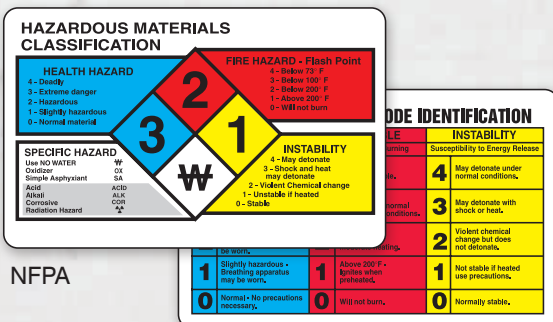 HAZARDOUS MATERIALS
CLASSIFICATION
HEALTH HAZARD
4 - Deadly
3 - Extreme danger
2 - Hazardous
1 - Slightly hazardous
0 - Normal material
FIRE HAZARD - Flash Point
4 - Below 73° F
3 - Below 100° F
2 - Below 200° F
1 - Above 200° F
0 - Will not burn
2
3
1
W
SPECIFIC HAZARD
Use NO WATER W
Oxidizer OX
Simple Asphyxiant SA
Acid ACID
Alkali ALK
Corrosive COR
Radiation Hazard
INSTABILITY
4 - May detonate
3 - Shock and heat
may detonate
2 - Violent Chemical change
1 - Unstable if heated
0 - Stable
NFPA
ODE IDENTIFICATION
INSTABILITY
Susceptibility to Energy Release
4 May detonate under
normal conditions.
normal
conditions.
3 May detonate with
shock or heat.
be worn.
heating.
2 Violent chemical
change but does
not detonate.
1 Slightly hazardous -
Breathing apparatus
may be worn.
1 Above 200°F -
Ignites when
preheated.
1 Not stable if heated
use precautions.
0 Normal - No precautions
necessary.
0 Will not burn.
0 Normally stable.